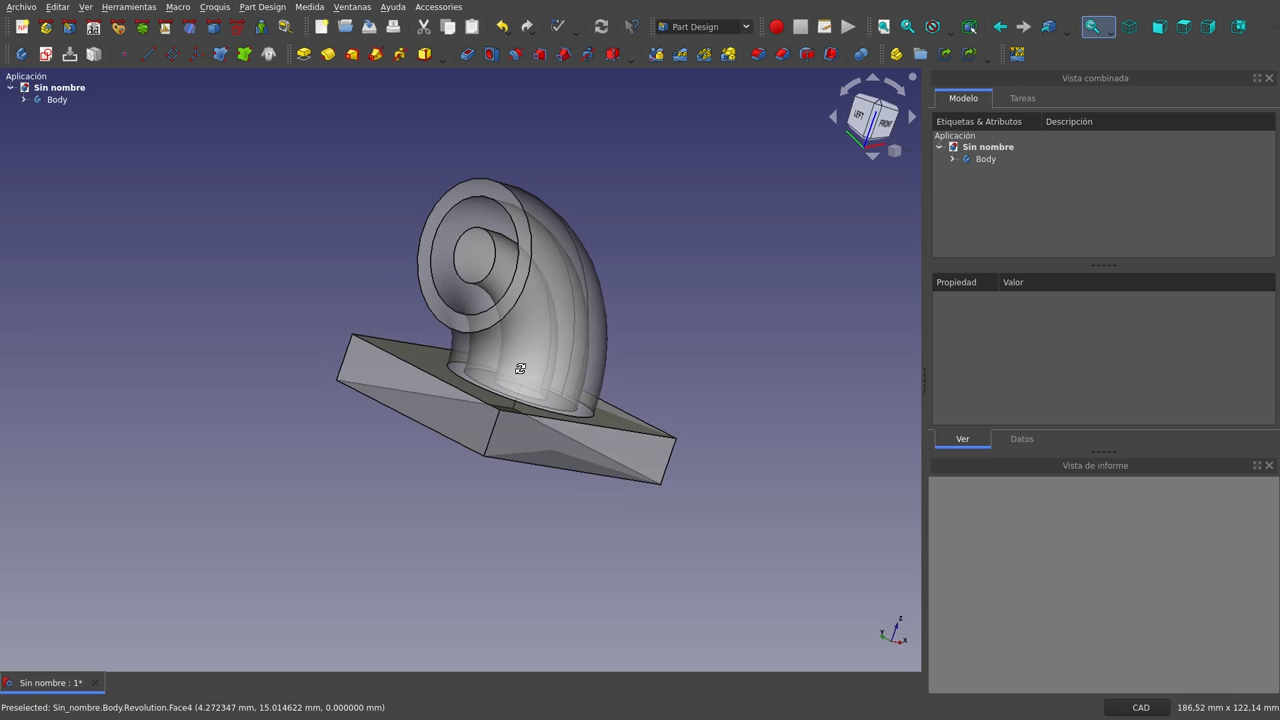 Archivo Editar Ver Herramientas Macro Croquis Part Design Medida Ventanas Ayuda Accessories
Part Design
Aplicación
Sin nombre
Body
LEFT FRONT
Z
Y
X
Vista combinada
Modelo Tareas
Etiquetas & Atributos Descripción
Aplicación
Sin nombre
Body
Propiedad Valor
Ver Datos
Vista de informe
Sin nombre : 1*
Preselected: Sin_nombre.Body.Revolution.Face4 (4.272347 mm, 15.014622 mm, 0.000000 mm)
CAD 186,52 mm x 122,14 mm